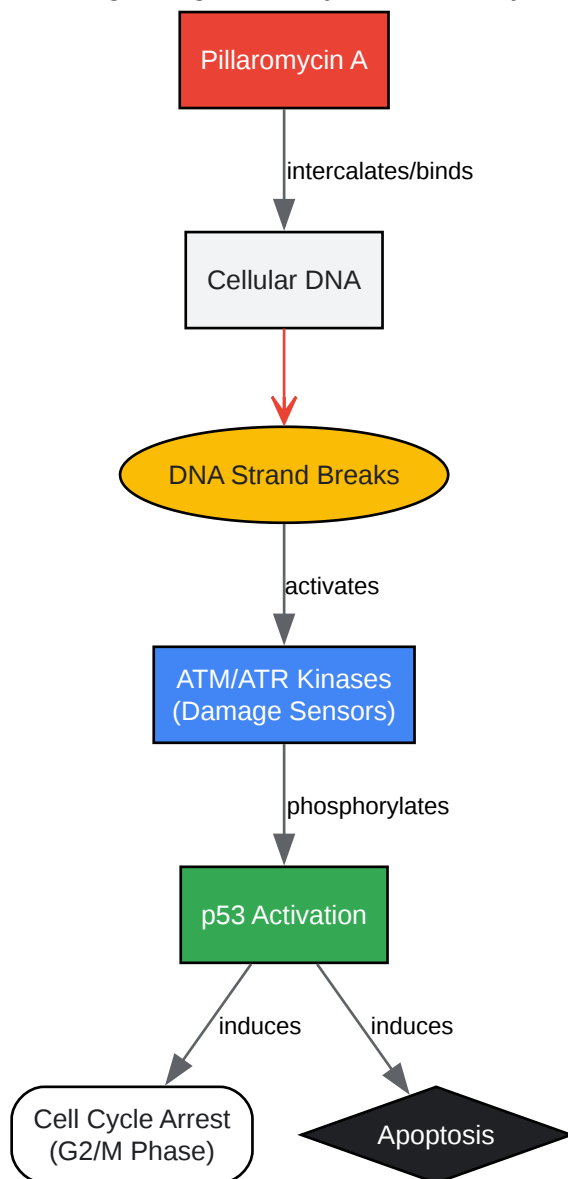 Pillaromycin A
intercalates/binds
Cellular DNA
DNA Strand Breaks
activates
ATM/ATR Kinases
(Damage Sensors)
phosphorylates
p53 Activation
induces
induces
Cell Cycle Arrest
(G2/M Phase)
Apoptosis